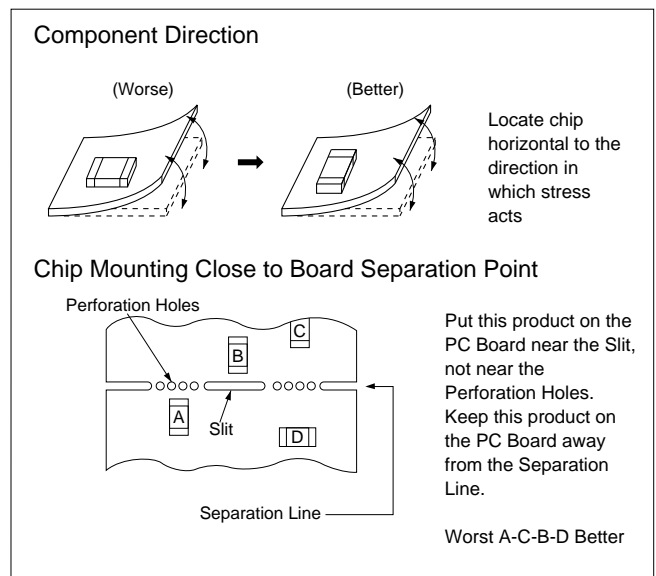 Component Direction
(Worse)
(Better)
Locate chip
horizontal to the
direction in
which stress
acts
Chip Mounting Close to Board Separation Point
Perforation Holes
C
B
A
Slit
D
Separation Line
Put this product on the
PC Board near the Slit,
not near the
Perforation Holes.
Keep this product on
the PC Board away
from the Separation
Line.
Worst A-C-B-D Better